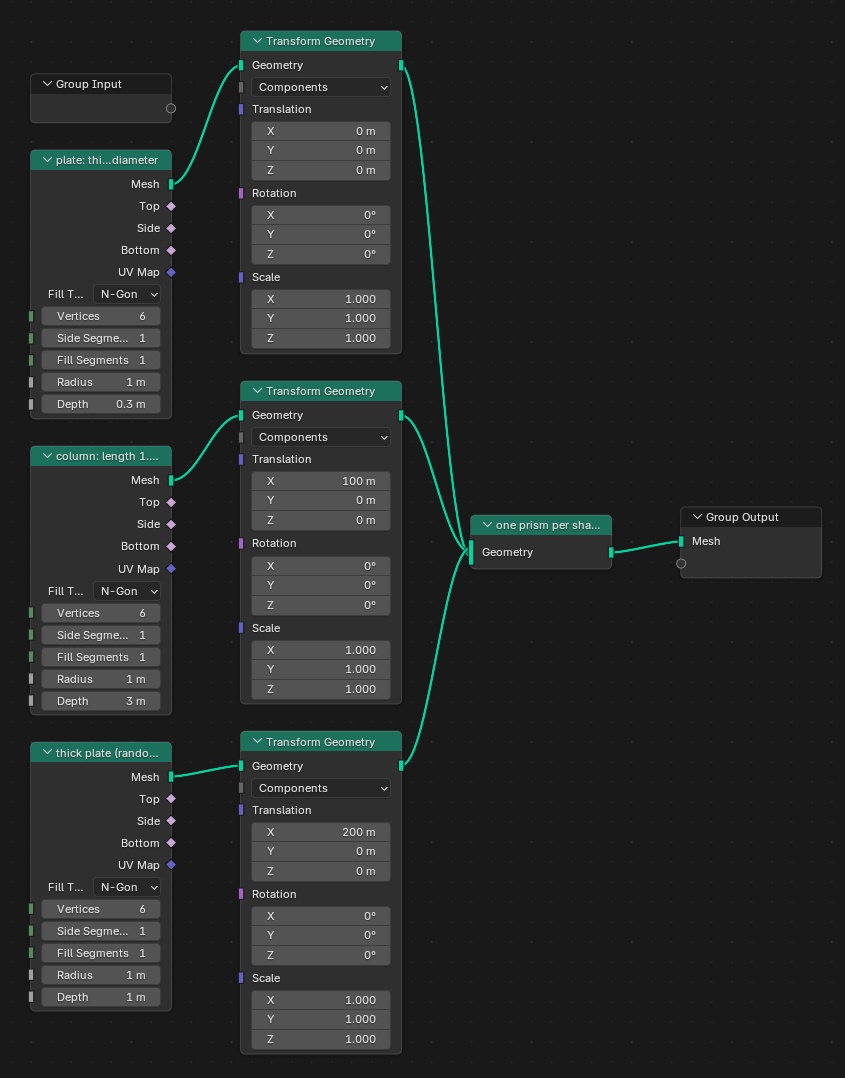 Group Input
plate: thi...diameter
Mesh
Top
Side
Bottom
UV Map
Fill T... N-Gon
Vertices 6
Side Segme... 1
Fill Segments 1
Radius 1 m
Depth 0.3 m
column: length 1....
Mesh
Top
Side
Bottom
UV Map
Fill T... N-Gon
Vertices 6
Side Segme... 1
Fill Segments 1
Radius 1 m
Depth 3 m
thick plate (rando...
Mesh
Top
Side
Bottom
UV Map
Fill T... N-Gon
Vertices 6
Side Segme... 1
Fill Segments 1
Radius 1 m
Depth 1 m
Transform Geometry
Geometry
Components
Translation
X 0 m
Y 0 m
Z 0 m
Rotation
X 0°
Y 0°
Z 0°
Scale
X 1.000
Y 1.000
Z 1.000
Transform Geometry
Geometry
Components
Translation
X 100 m
Y 0 m
Z 0 m
Rotation
X 0°
Y 0°
Z 0°
Scale
X 1.000
Y 1.000
Z 1.000
Transform Geometry
Geometry
Components
Translation
X 200 m
Y 0 m
Z 0 m
Rotation
X 0°
Y 0°
Z 0°
Scale
X 1.000
Y 1.000
Z 1.000
one prism per sha...
Geometry
Group Output
Mesh